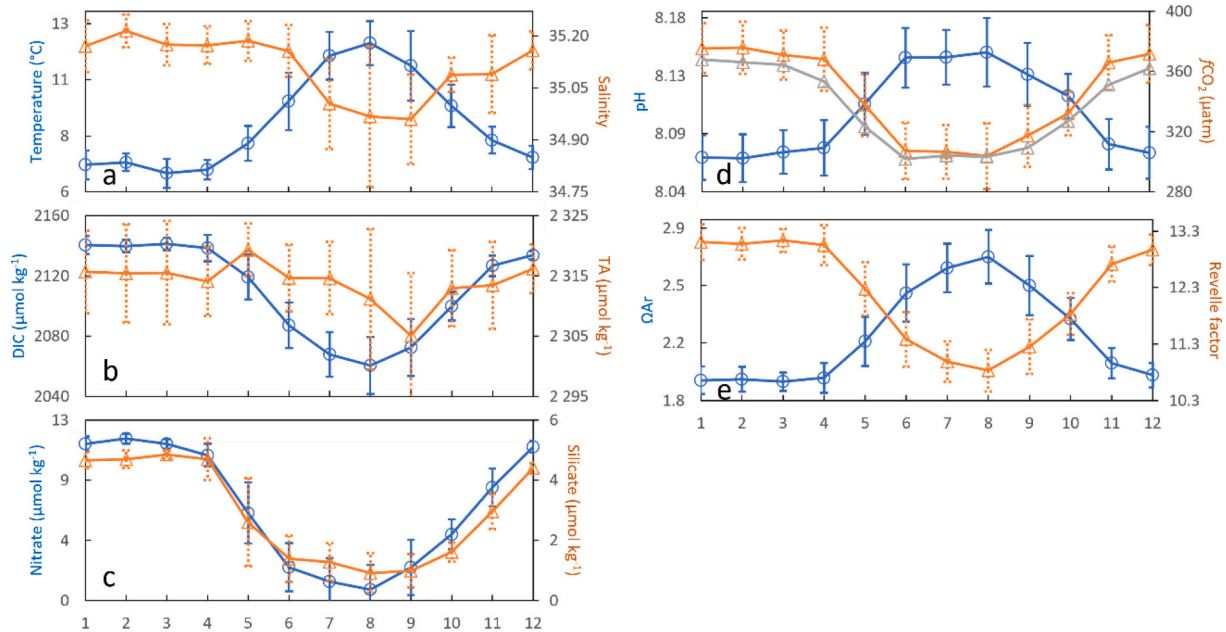 13
11
8
6
Temperature (°C)
35.20
35.05
34.90
34.75
Salinity
a
2160
2120
2080
2040
DIC (µmol kg⁻¹)
2 325
2 315
2 305
2 295
TA (µmol kg⁻¹)
b
13
9
4
0
Nitrate (µmol kg⁻¹)
6
4
2
0
Silicate (µmol kg⁻¹)
c
1 2 3 4 5 6 7 8 9 10 11 12
8.18
8.13
8.09
8.04
pH
400
360
320
280
fCO₂ (µatm)
d
2.9
2.5
2.2
1.8
ΩAr
13.3
12.3
11.3
10.3
Revelle factor
e
1 2 3 4 5 6 7 8 9 10 11 12